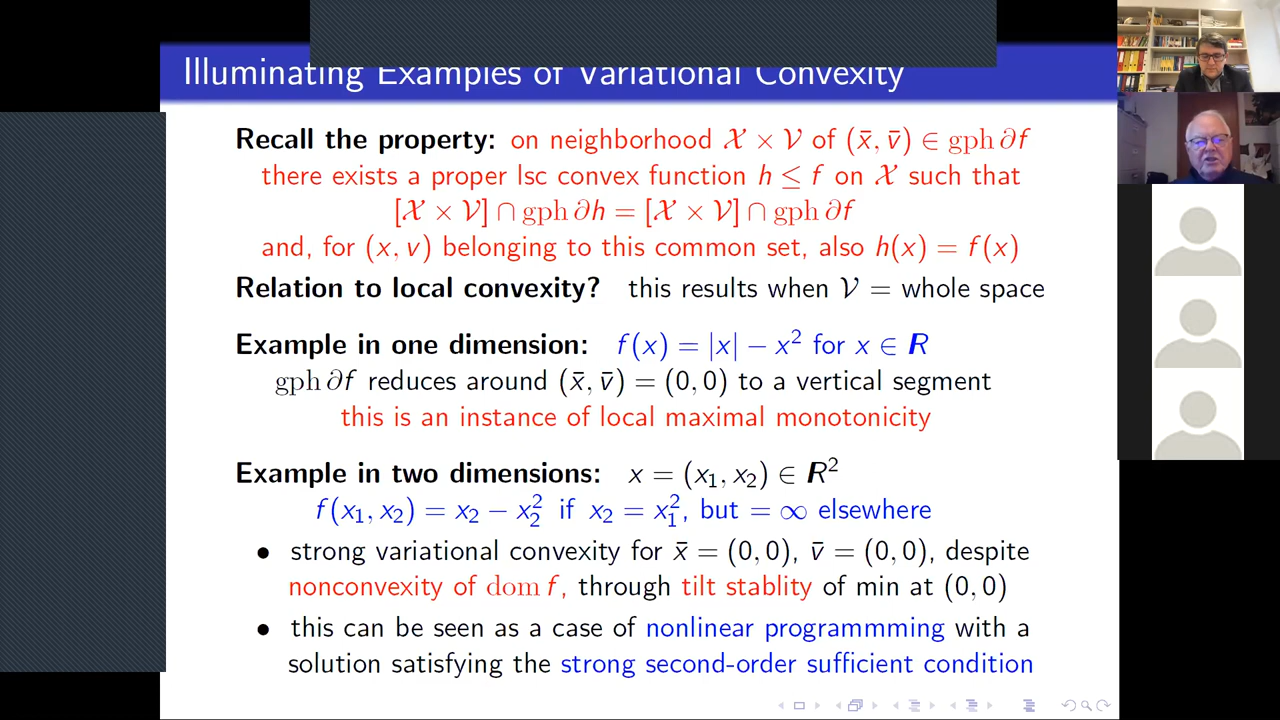 Illuminating Examples of Variational Convexity
Recall the property: on neighborhood 𝒳 × 𝒱 of (x̄, v̄) ∈ gph ∂f
there exists a proper lsc convex function h ≤ f on 𝒳 such that
[𝒳 × 𝒱] ∩ gph ∂h = [𝒳 × 𝒱] ∩ gph ∂f
and, for (x, v) belonging to this common set, also h(x) = f(x)
Relation to local convexity? this results when 𝒱 = whole space
Example in one dimension: f(x) = |x| − x² for x ∈ R
gph ∂f reduces around (x̄, v̄) = (0, 0) to a vertical segment
this is an instance of local maximal monotonicity
Example in two dimensions: x = (x₁, x₂) ∈ R²
f(x₁, x₂) = x₂ − x₂² if x₂ = x₁², but = ∞ elsewhere
• strong variational convexity for x̄ = (0, 0), v̄ = (0, 0), despite
nonconvexity of dom f, through tilt stablity of min at (0, 0)
• this can be seen as a case of nonlinear programmming with a
solution satisfying the strong second-order sufficient condition